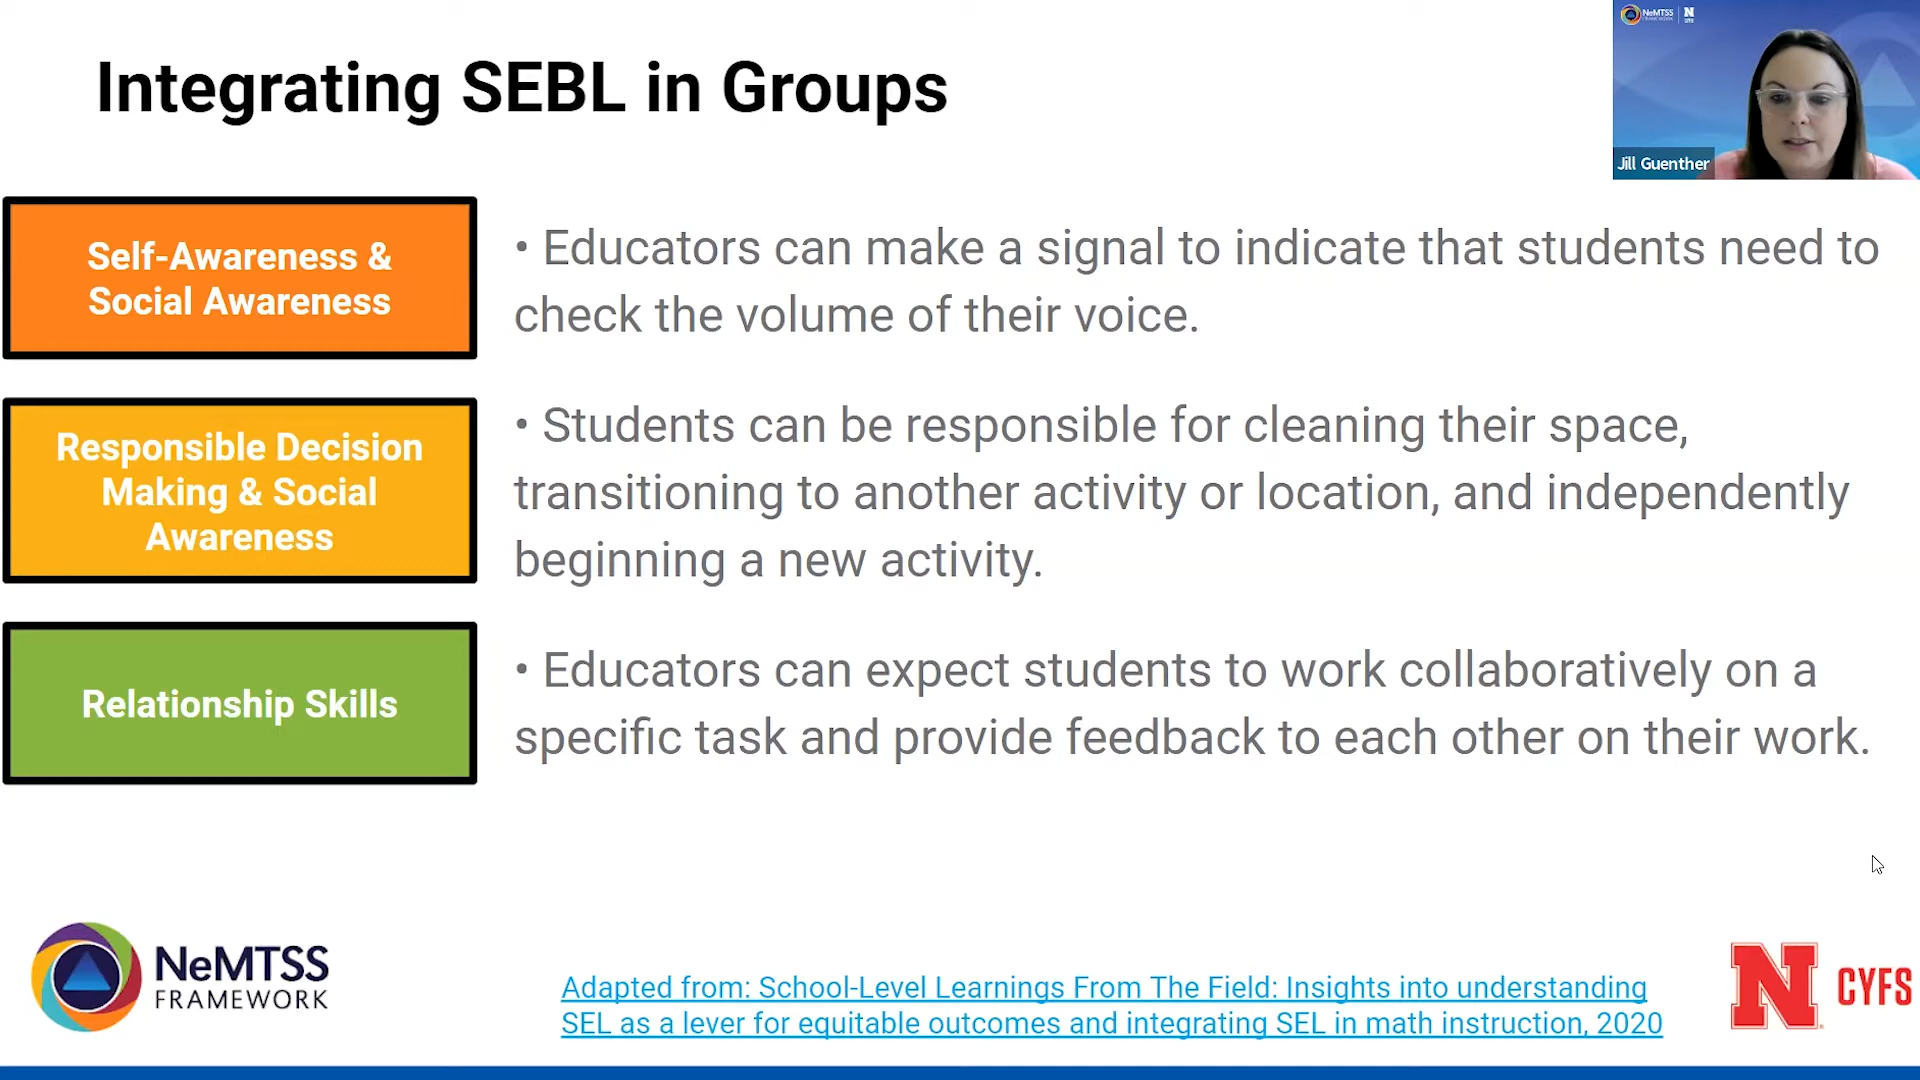 Integrating SEBL in Groups
NeMTSS
FRAMEWORK
N
Jill Guenther
Self-Awareness &
Social Awareness
• Educators can make a signal to indicate that students need to
check the volume of their voice.
Responsible Decision
Making & Social
Awareness
• Students can be responsible for cleaning their space,
transitioning to another activity or location, and independently
beginning a new activity.
Relationship Skills
• Educators can expect students to work collaboratively on a
specific task and provide feedback to each other on their work.
NeMTSS
FRAMEWORK
Adapted from: School-Level Learnings From The Field: Insights into understanding
SEL as a lever for equitable outcomes and integrating SEL in math instruction, 2020
N CYFS